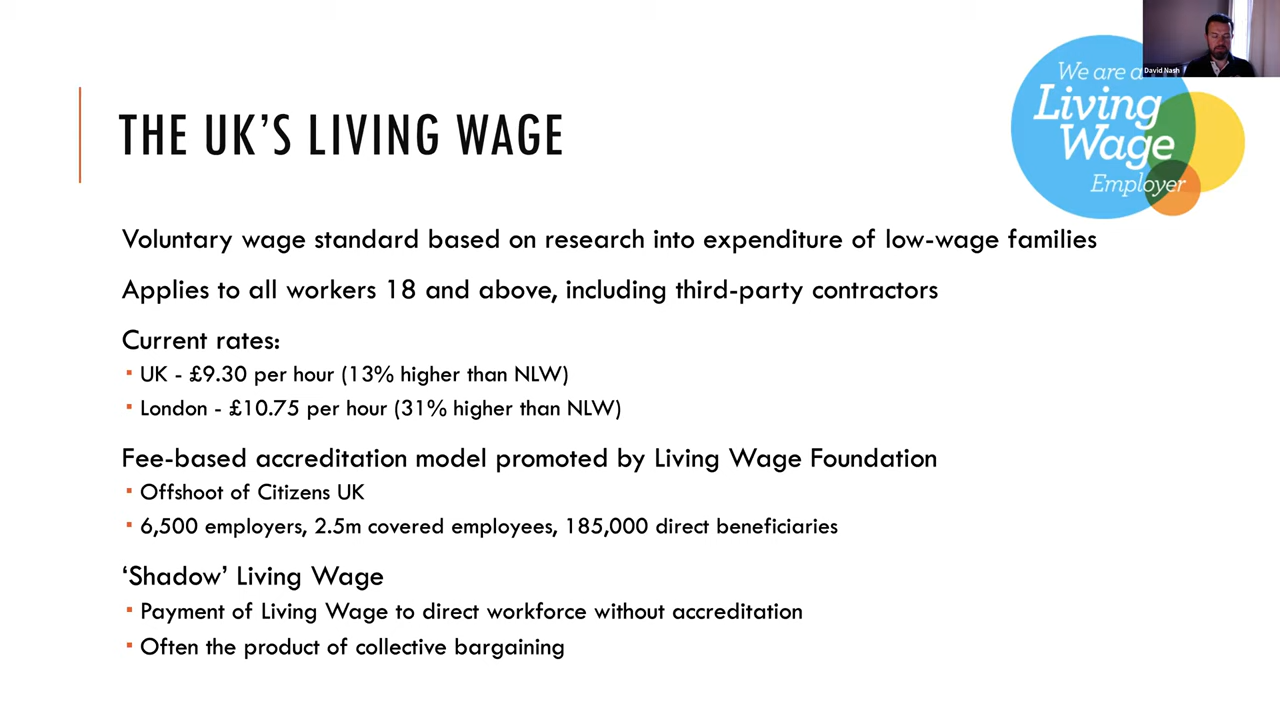 David Nash
We are a
Living
Wage
Employer
THE UK'S LIVING WAGE
Voluntary wage standard based on research into expenditure of low-wage families
Applies to all workers 18 and above, including third-party contractors
Current rates:
UK - £9.30 per hour (13% higher than NLW)
London - £10.75 per hour (31% higher than NLW)
Fee-based accreditation model promoted by Living Wage Foundation
Offshoot of Citizens UK
6,500 employers, 2.5m covered employees, 185,000 direct beneficiaries
‘Shadow’ Living Wage
Payment of Living Wage to direct workforce without accreditation
Often the product of collective bargaining